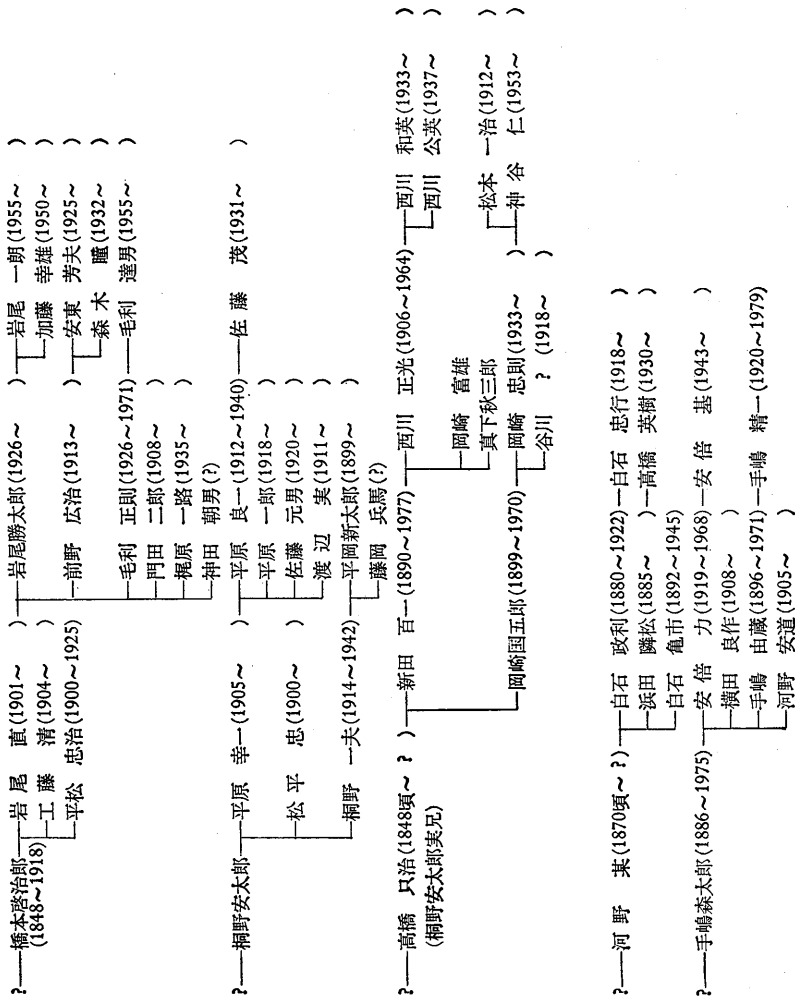 ?——橋本啓治郎——岩尾 直(1901～ )——岩尾勝太郎(1926～ )——岩尾 一朗(1955～ )
(1848～1918)
工藤 清(1904～ )
平松 忠治(1900～1925)
加藤 幸雄(1950～ )
前野 広治(1913～ )——安東 芳夫(1925～ )
森木 瞳(1932～ )
毛利 正則(1926～1971)——毛利 達男(1955～ )
門田 二郎(1908～ )
梶原 一路(1935～ )
神田 朝男(?)
?——桐野安太郎——平原 幸一(1905～ )——平原 良一(1912～1940)——佐藤 茂(1931～ )
平原 一郎(1918～ )
佐藤 元男(1920～ )
渡辺 実(1911～ )
松平 忠(1900～ )
桐野 一夫(1914～1942)——平岡新太郎(1899～ )
藤岡 兵馬(?)
?——高橋 只治(1848頃～ ? )——新田 百一(1890～1977)——西川 正光(1906～1964)——西川 和英(1933～ )
(桐野安太郎実兄)
西川 公英(1937～ )
岡崎 富雄
真下秋三郎
松本 一治(1912～ )
岡崎国五郎(1899～1970)——岡崎 忠則(1933～ )——神谷 仁(1953～ )
谷川 ? (1918～ )
?——河野 某(1870頃～ ?)——白石 政利(1880～1922)——白石 忠行(1918～ )
浜田 隣松(1885～ )——高橋 英樹(1930～ )
白石 亀市(1892～1945)
?——手嶋森太郎(1886～1975)——安倍 力(1919～1968)——安倍 基(1943～ )
横田 良作(1908～ )
手嶋 由蔵(1896～1971)——手嶋 精一(1920～1979)
河野 安道(1905～ )